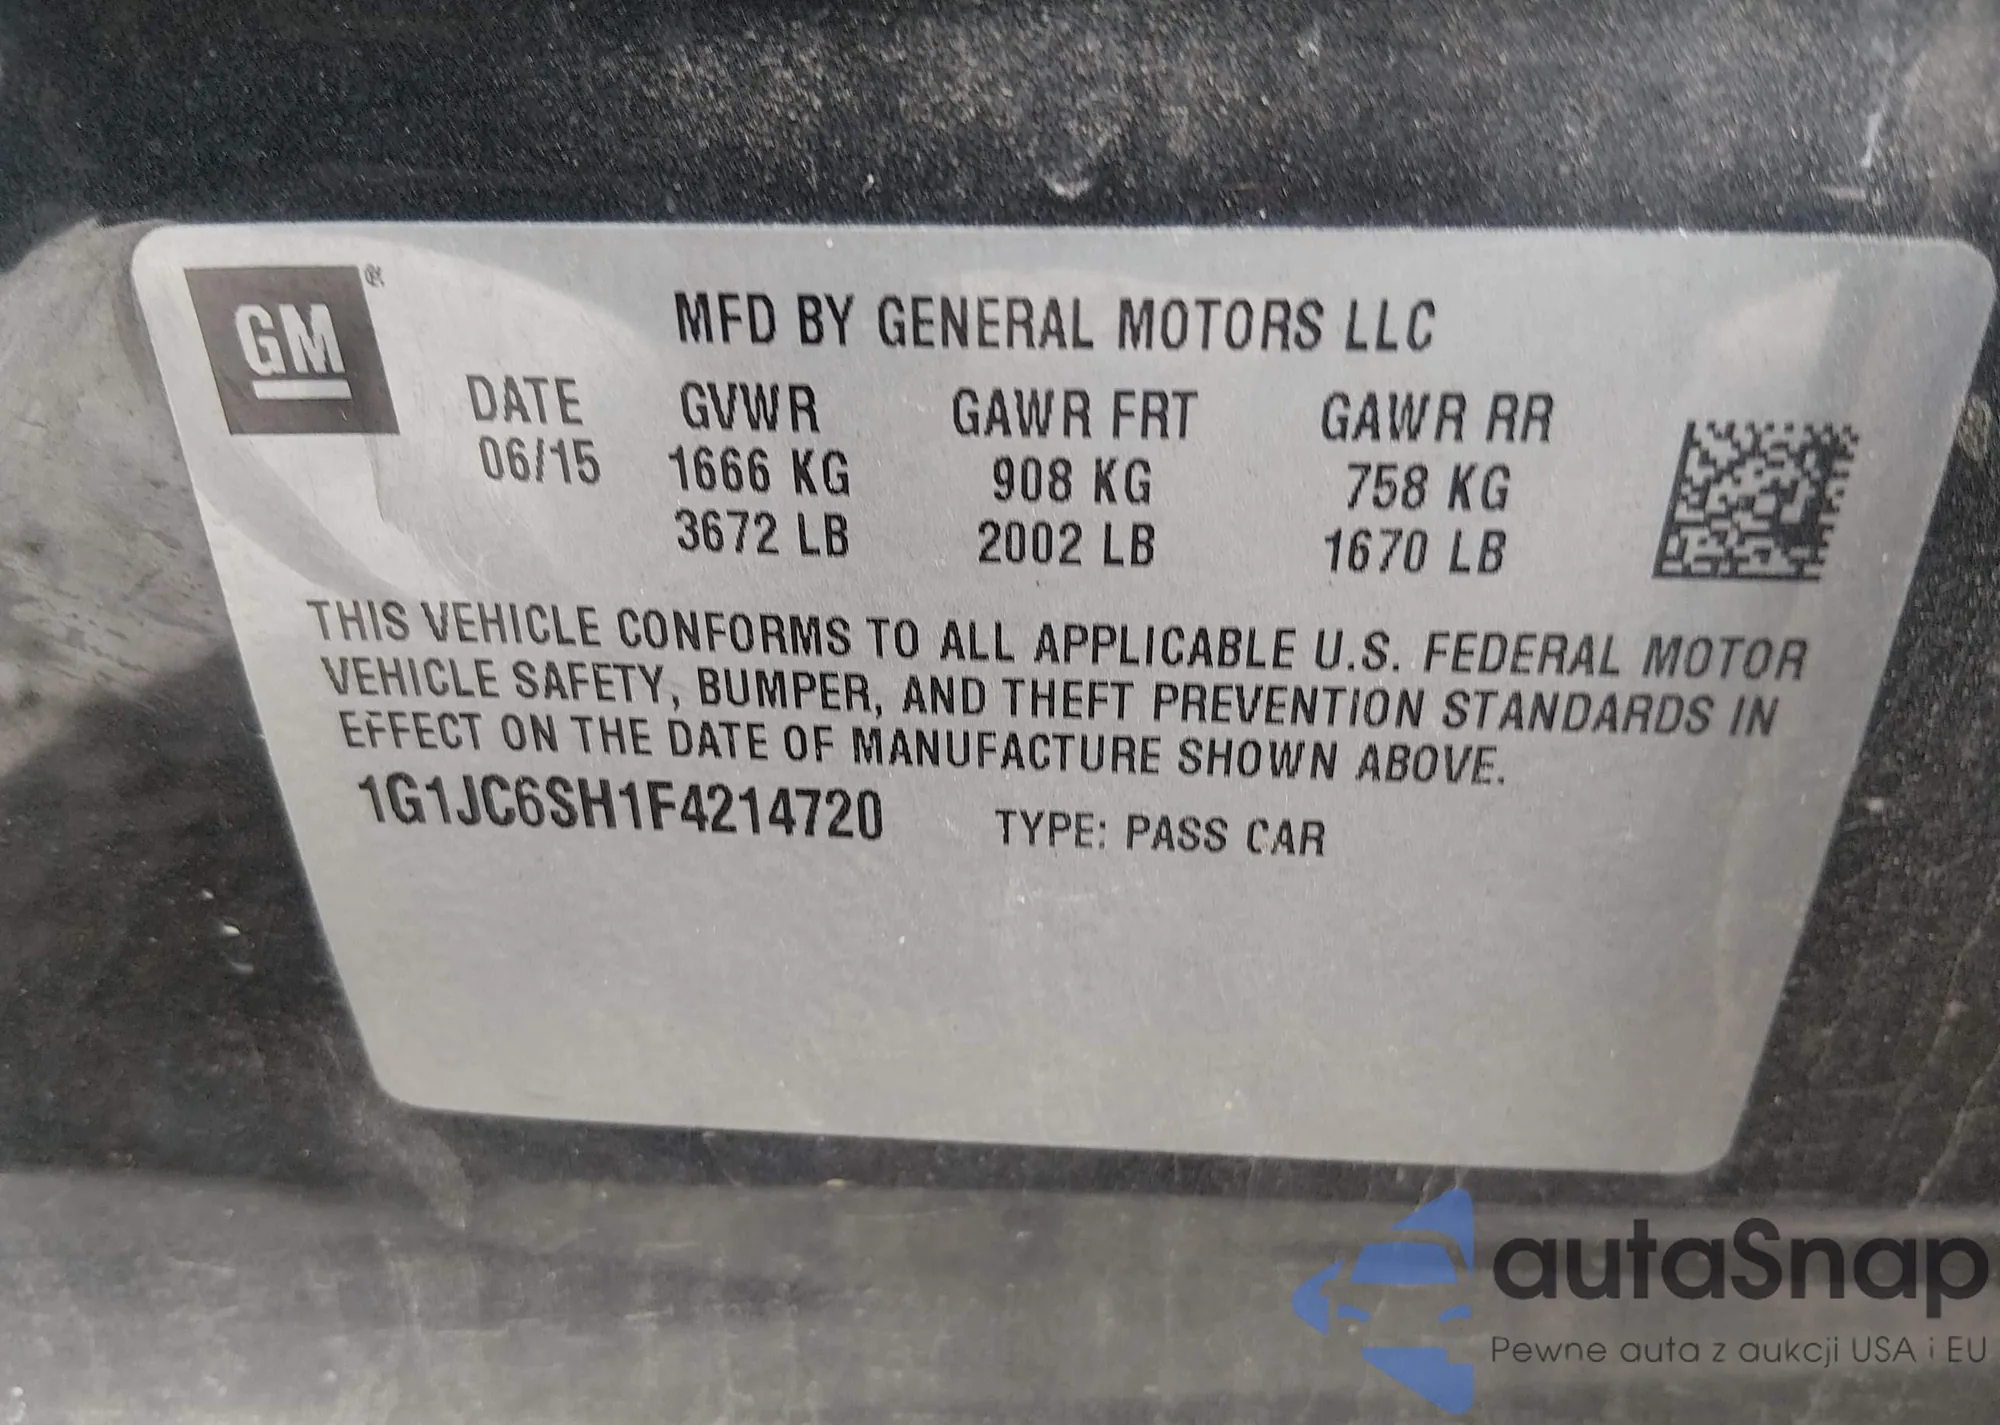 GM®
MFD BY GENERAL MOTORS LLC
DATE GVWR GAWR FRT GAWR RR
06/15 1666 KG 908 KG 758 KG
3672 LB 2002 LB 1670 LB
THIS VEHICLE CONFORMS TO ALL APPLICABLE U.S. FEDERAL MOTOR
VEHICLE SAFETY, BUMPER, AND THEFT PREVENTION STANDARDS IN
EFFECT ON THE DATE OF MANUFACTURE SHOWN ABOVE.
1G1JC6SH1F4214720 TYPE: PASS CAR
autaSnap
Pewne auta z aukcji USA i EU